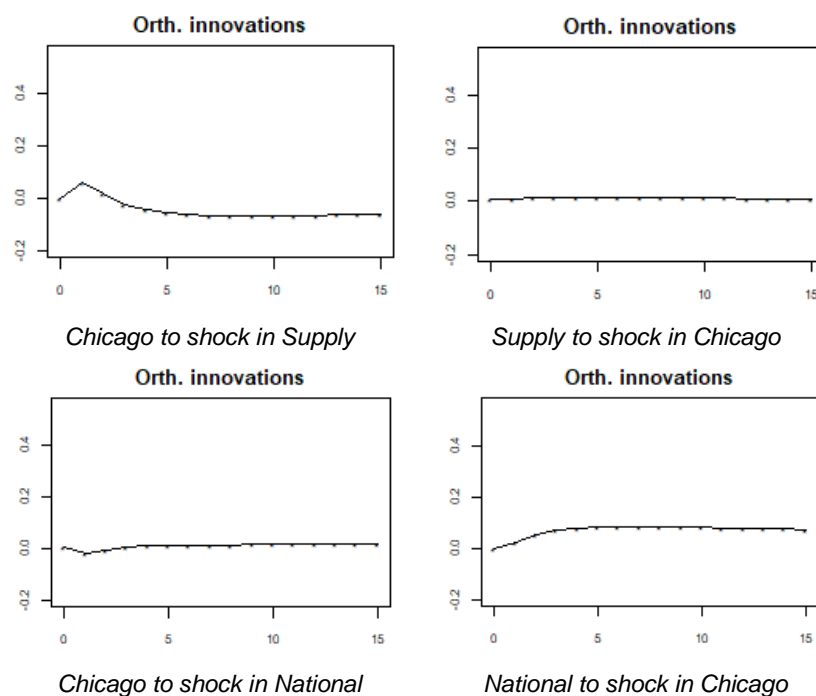 Orth. innovations
0.4
0.2
0.0
-0.2
0 5 10 15
Chicago to shock in Supply
Orth. innovations
0.4
0.2
0.0
-0.2
0 5 10 15
Supply to shock in Chicago
Orth. innovations
0.4
0.2
0.0
-0.2
0 5 10 15
Chicago to shock in National
Orth. innovations
0.4
0.2
0.0
-0.2
0 5 10 15
National to shock in Chicago